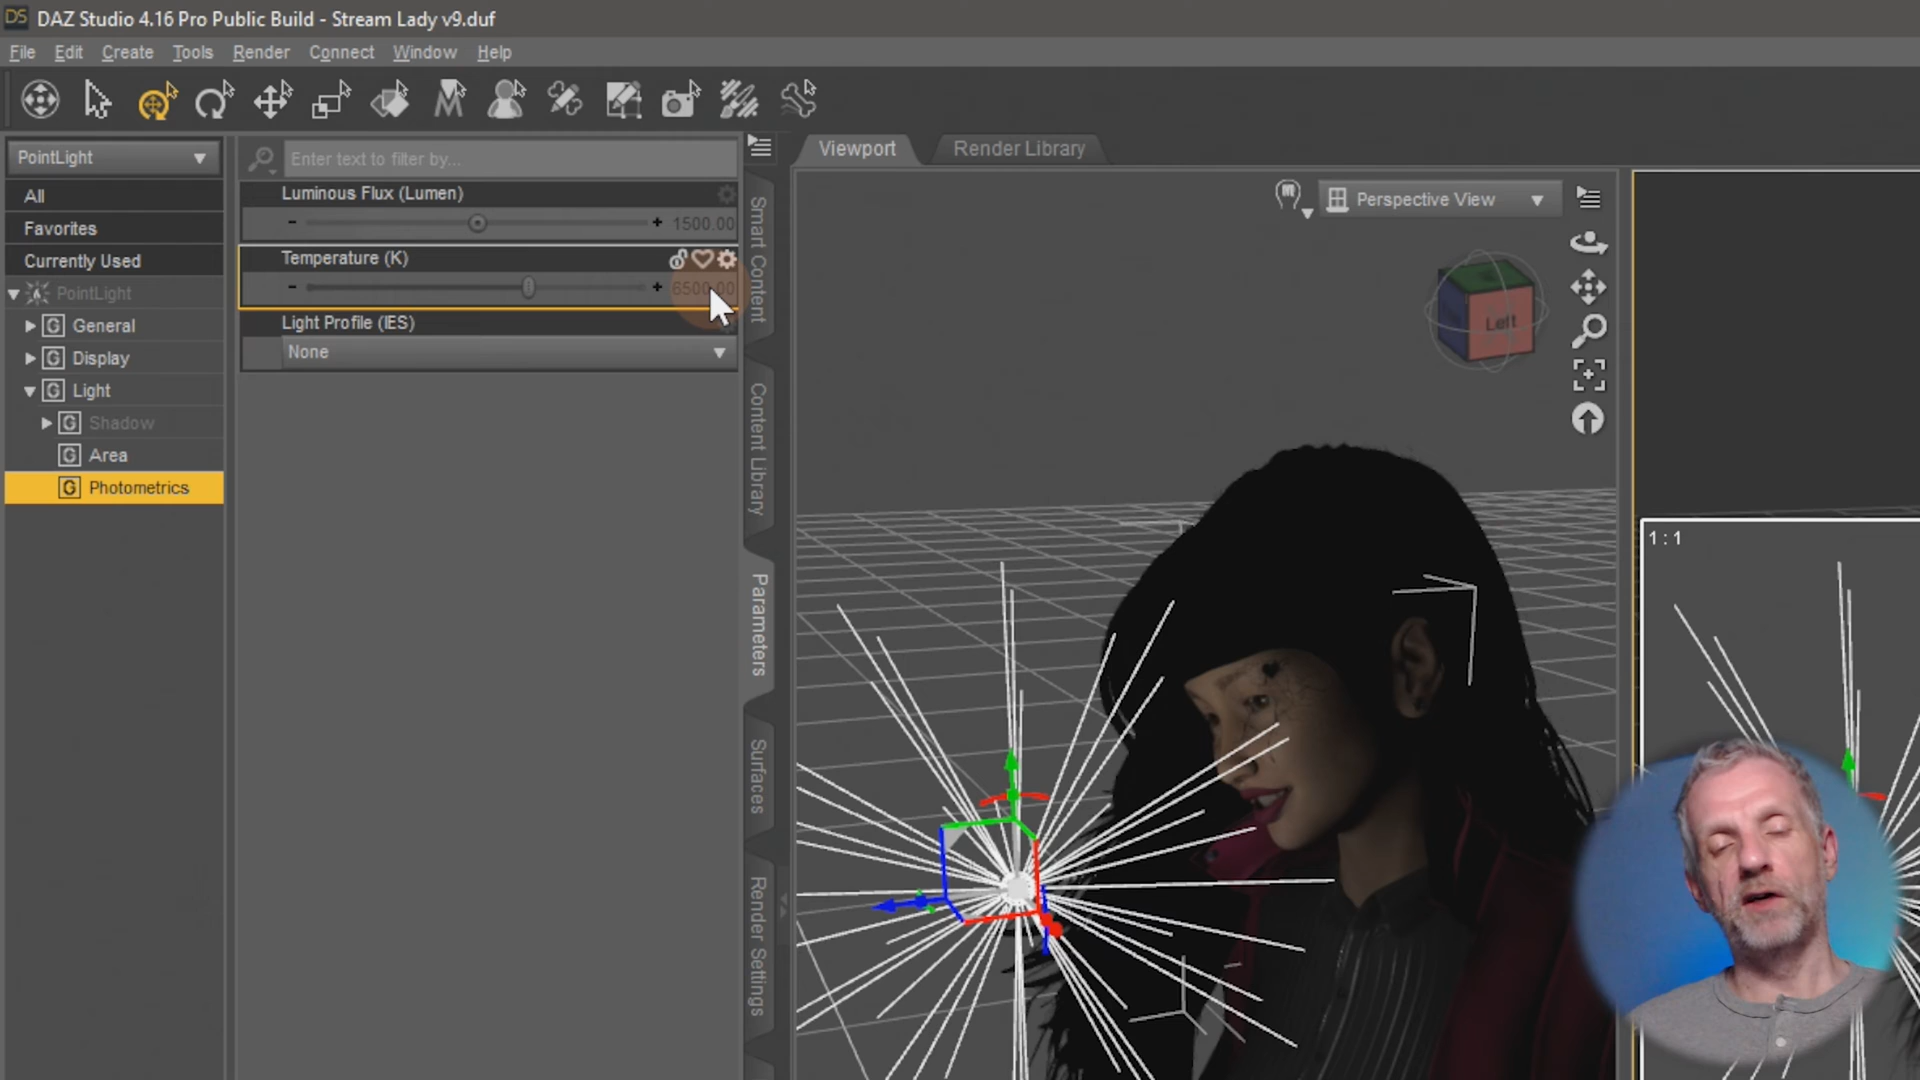 DS DAZ Studio 4.16 Pro Public Build - Stream Lady v9.duf
File Edit Create Tools Render Connect Window Help
PointLight
All
Favorites
Currently Used
PointLight
G General
G Display
G Light
G Shadow
G Area
G Photometrics
Enter text to filter by...
Luminous Flux (Lumen)
- + 1500.00
Temperature (K)
- + 6500.00
Light Profile (IES)
None
Smart Content
Content Library
Parameters
Surfaces
Render Settings
Viewport
Render Library
Perspective View
Left
1 : 1